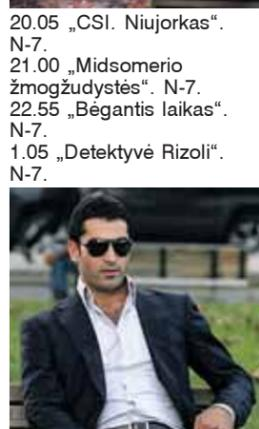 20.05 „CSI. Niujorkas“.
N-7.
21.00 „Midsomerio
žmogžudystės“. N-7.
22.55 „Bėgantis laikas“.
N-7.
1.05 „Detektyvė Rizoli“.
N-7.